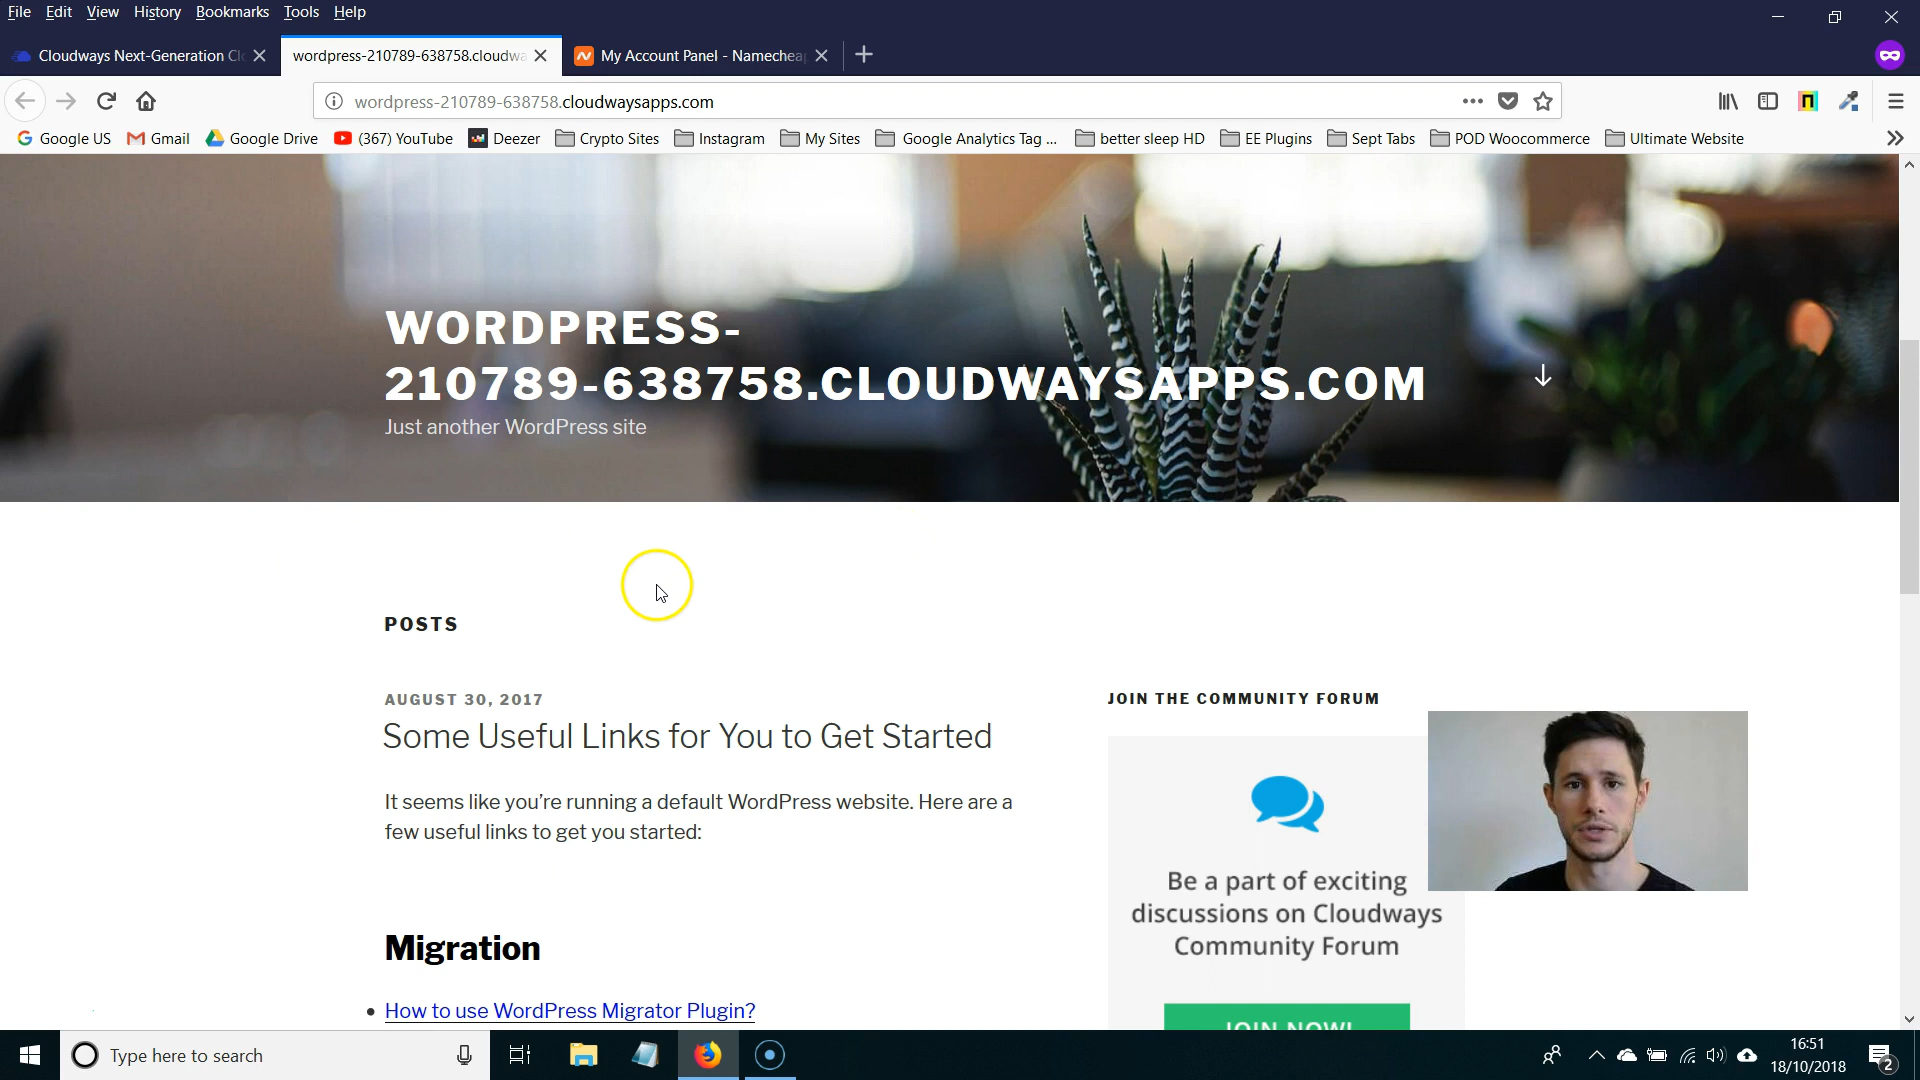 File Edit View History Bookmarks Tools Help
Cloudways Next-Generation Cl
wordpress-210789-638758.cloudwa
My Account Panel - Namecheap
wordpress-210789-638758.cloudwaysapps.com
Google US
Gmail
Google Drive
(367) YouTube
Deezer
Crypto Sites
Instagram
My Sites
Google Analytics Tag ...
better sleep HD
EE Plugins
Sept Tabs
POD Woocommerce
Ultimate Website
WORDPRESS-
210789-638758.CLOUDWAYSAPPS.COM
Just another WordPress site
POSTS
AUGUST 30, 2017
Some Useful Links for You to Get Started
It seems like you’re running a default WordPress website. Here are a
few useful links to get you started:
Migration
How to use WordPress Migrator Plugin?
JOIN THE COMMUNITY FORUM
Be a part of exciting
discussions on Cloudways
Community Forum
JOIN NOW!
Type here to search
16:51
18/10/2018
2